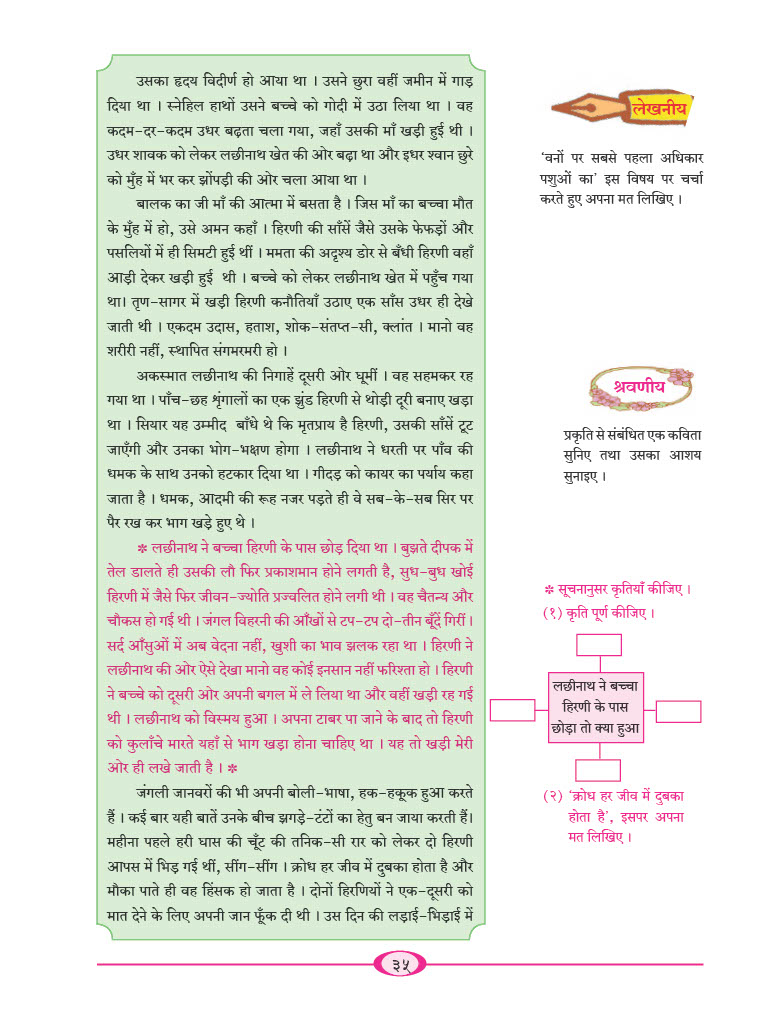 उसका हृदय विदीर्ण हो आया था । उसने छुरा वहीं जमीन में गाड़
दिया था । स्नेहिल हाथों उसने बच्चे को गोदी में उठा लिया था । वह
कदम-दर-कदम उधर बढ़ता चला गया, जहाँ उसकी माँ खड़ी हुई थी ।
उधर शावक को लेकर लछीनाथ खेत की ओर बढ़ा था और इधर श्वान छुरे
को मुँह में भर कर झोंपड़ी की ओर चला आया था ।
बालक का जी माँ की आत्मा में बसता है । जिस माँ का बच्चा मौत
के मुँह में हो, उसे अमन कहाँ । हिरणी की साँसें जैसे उसके फेफड़ों और
पसलियों में ही सिमटी हुई थीं । ममता की अदृश्य डोर से बँधी हिरणी वहाँ
आड़ी देकर खड़ी हुई थी । बच्चे को लेकर लछीनाथ खेत में पहुँच गया
था। तृण-सागर में खड़ी हिरणी कनौतियाँ उठाए एक साँस उधर ही देखे
जाती थी । एकदम उदास, हताश, शोक-संतप्त-सी, क्लांत । मानो वह
शरीरी नहीं, स्थापित संगमरमरी हो ।
अकस्मात लछीनाथ की निगाहें दूसरी ओर घूमीं । वह सहमकर रह
गया था । पाँच-छह शृंगालों का एक झुंड हिरणी से थोड़ी दूरी बनाए खड़ा
था । सियार यह उम्मीद बाँधे थे कि मृतप्राय है हिरणी, उसकी साँसें टूट
जाएँगी और उनका भोग-भक्षण होगा । लछीनाथ ने धरती पर पाँव की
धमक के साथ उनको हटकार दिया था । गीदड़ को कायर का पर्याय कहा
जाता है । धमक, आदमी की रूह नजर पड़ते ही वे सब-के-सब सिर पर
पैर रख कर भाग खड़े हुए थे ।
* लछीनाथ ने बच्चा हिरणी के पास छोड़ दिया था । बुझते दीपक में
तेल डालते ही उसकी लौ फिर प्रकाशमान होने लगती है, सुध-बुध खोई
हिरणी में जैसे फिर जीवन-ज्योति प्रज्वलित होने लगी थी । वह चैतन्य और
चौकस हो गई थी । जंगल विहरनी की आँखों से टप-टप दो-तीन बूँदें गिरीं ।
सर्द आँसुओं में अब वेदना नहीं, खुशी का भाव झलक रहा था । हिरणी ने
लछीनाथ की ओर ऐसे देखा मानो वह कोई इनसान नहीं फरिश्ता हो । हिरणी
ने बच्चे को दूसरी ओर अपनी बगल में ले लिया था और वहीं खड़ी रह गई
थी । लछीनाथ को विस्मय हुआ । अपना टाबर पा जाने के बाद तो हिरणी
को कुलाँचे मारते यहाँ से भाग खड़ा होना चाहिए था । यह तो खड़ी मेरी
ओर ही लखे जाती है । *
जंगली जानवरों की भी अपनी बोली-भाषा, हक-हकूक हुआ करते
हैं । कई बार यही बातें उनके बीच झगड़े-टंटों का हेतु बन जाया करती हैं।
महीना पहले हरी घास की चूँट की तनिक-सी रार को लेकर दो हिरणी
आपस में भिड़ गई थीं, सींग-सींग । क्रोध हर जीव में दुबका होता है और
मौका पाते ही वह हिंसक हो जाता है । दोनों हिरणियों ने एक-दूसरी को
मात देने के लिए अपनी जान फूँक दी थी । उस दिन की लड़ाई-भिड़ाई में
लेखनीय
‘वनों पर सबसे पहला अधिकार
पशुओं का’ इस विषय पर चर्चा
करते हुए अपना मत लिखिए ।
श्रवणीय
प्रकृति से संबंधित एक कविता
सुनिए तथा उसका आशय
सुनाइए ।
* सूचनानुसर कृतियाँ कीजिए ।
(१) कृति पूर्ण कीजिए ।
लछीनाथ ने बच्चा
हिरणी के पास
छोड़ा तो क्या हुआ
(२) ‘क्रोध हर जीव में दुबका
होता है’, इसपर अपना
मत लिखिए ।
३५